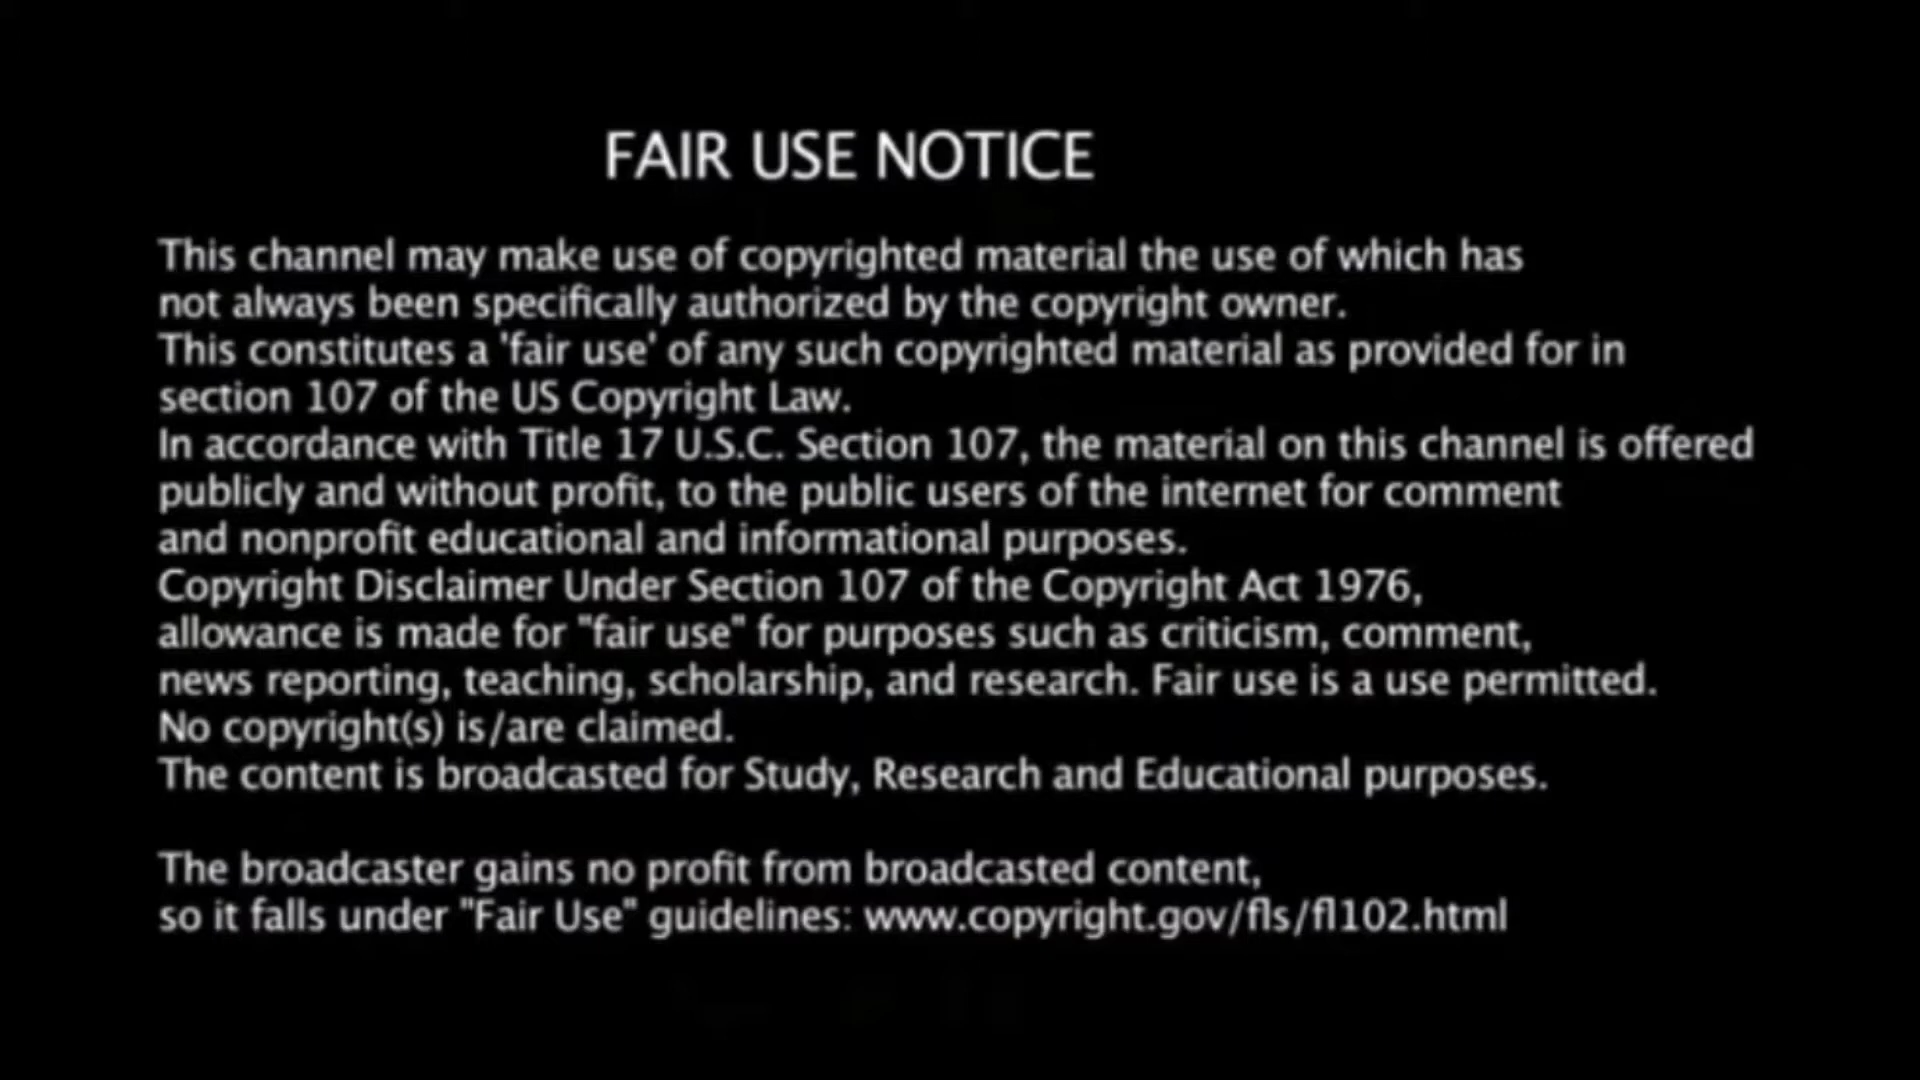 FAIR USE NOTICE
This channel may make use of copyrighted material the use of which has
not always been specifically authorized by the copyright owner.
This constitutes a 'fair use' of any such copyrighted material as provided for in
section 107 of the US Copyright Law.
In accordance with Title 17 U.S.C. Section 107, the material on this channel is offered
publicly and without profit, to the public users of the internet for comment
and nonprofit educational and informational purposes.
Copyright Disclaimer Under Section 107 of the Copyright Act 1976,
allowance is made for "fair use" for purposes such as criticism, comment,
news reporting, teaching, scholarship, and research. Fair use is a use permitted.
No copyright(s) is/are claimed.
The content is broadcasted for Study, Research and Educational purposes.
The broadcaster gains no profit from broadcasted content,
so it falls under "Fair Use" guidelines: www.copyright.gov/fls/fl102.html